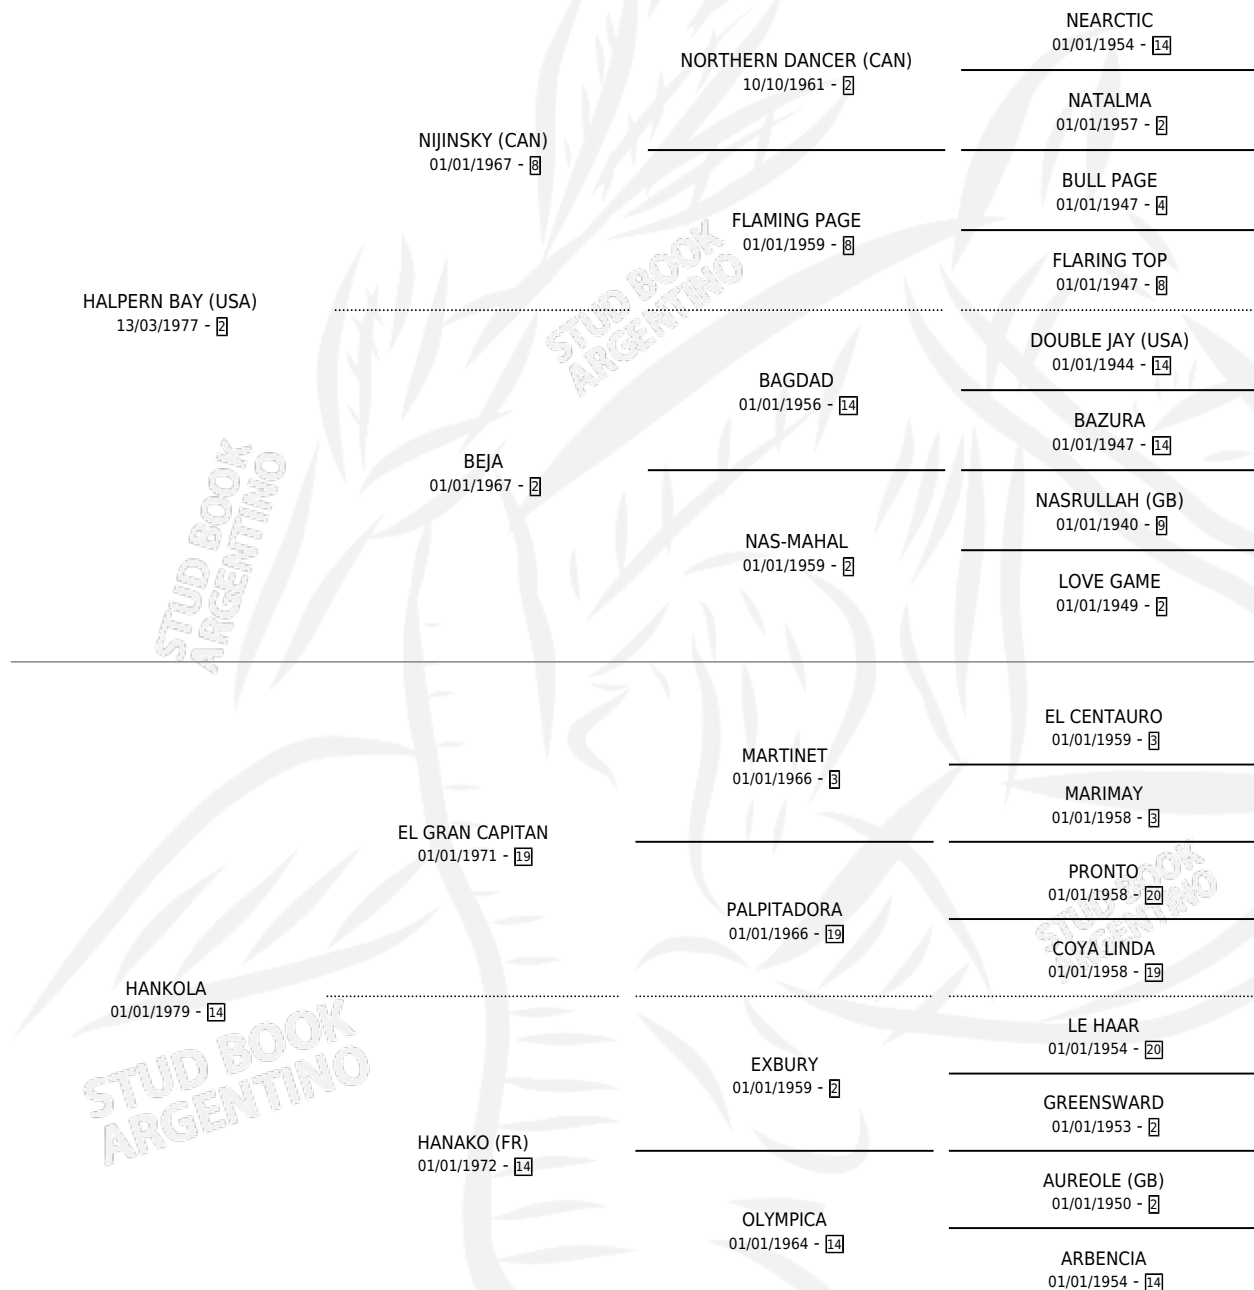 NEARCTIC
01/01/1954 - 14
NORTHERN DANCER (CAN)
10/10/1961 - 2
NATALMA
01/01/1957 - 2
NIJINSKY (CAN)
01/01/1967 - 8
BULL PAGE
01/01/1947 - 4
FLAMING PAGE
01/01/1959 - 8
FLARING TOP
01/01/1947 - 8
HALPERN BAY (USA)
13/03/1977 - 2
DOUBLE JAY (USA)
01/01/1944 - 14
BAGDAD
01/01/1956 - 14
BAZURA
01/01/1947 - 14
BEJA
01/01/1967 - 2
NASRULLAH (GB)
01/01/1940 - 9
NAS-MAHAL
01/01/1959 - 2
LOVE GAME
01/01/1949 - 2
EL CENTAURO
01/01/1959 - 3
MARTINET
01/01/1966 - 3
MARIMAY
01/01/1958 - 3
EL GRAN CAPITAN
01/01/1971 - 19
PRONTO
01/01/1958 - 20
PALPITADORA
01/01/1966 - 19
COYA LINDA
01/01/1958 - 19
HANKOLA
01/01/1979 - 14
LE HAAR
01/01/1954 - 20
EXBURY
01/01/1959 - 2
GREENSWARD
01/01/1953 - 2
HANAKO (FR)
01/01/1972 - 14
AUREOLE (GB)
01/01/1950 - 2
OLYMPICA
01/01/1964 - 14
ARBENCIA
01/01/1954 - 14
STUD BOOK
ARGENTINO
STUD BOOK
ARGENTINO
STUD BOOK
ARGENTINO
STUD BOOK
ARGENTINO